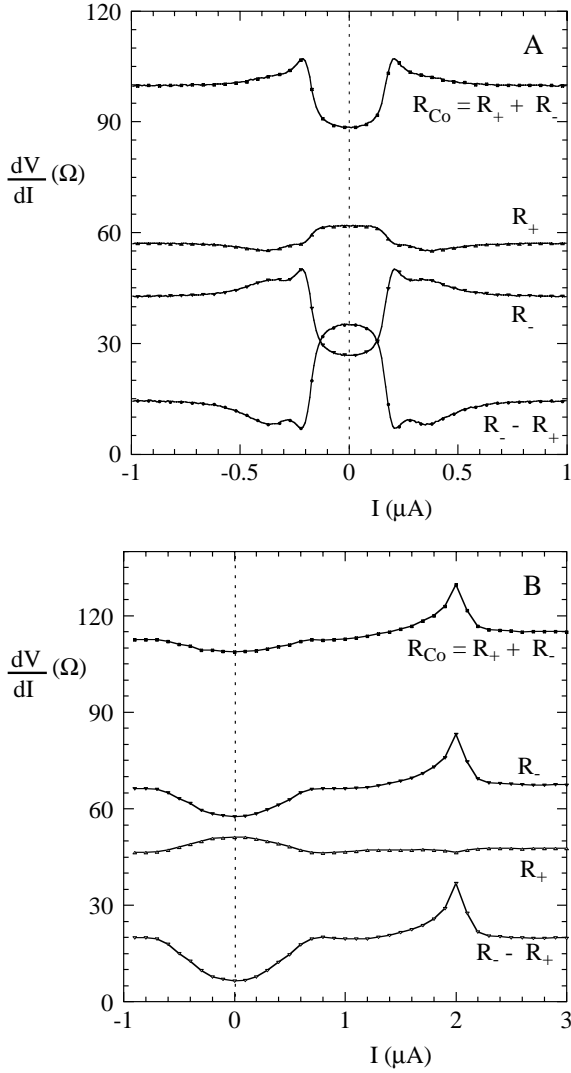 120
A
R_Co = R_+ + R_-
90
dV/dI (Ω)
R_+
60
R_-
30
R_- - R_+
0
-1 -0.5 0 0.5 1
I (μA)
B
120
R_Co = R_+ + R_-
dV/dI (Ω)
90
R_-
60
R_+
30
R_- - R_+
0
-1 0 1 2 3
I (μA)